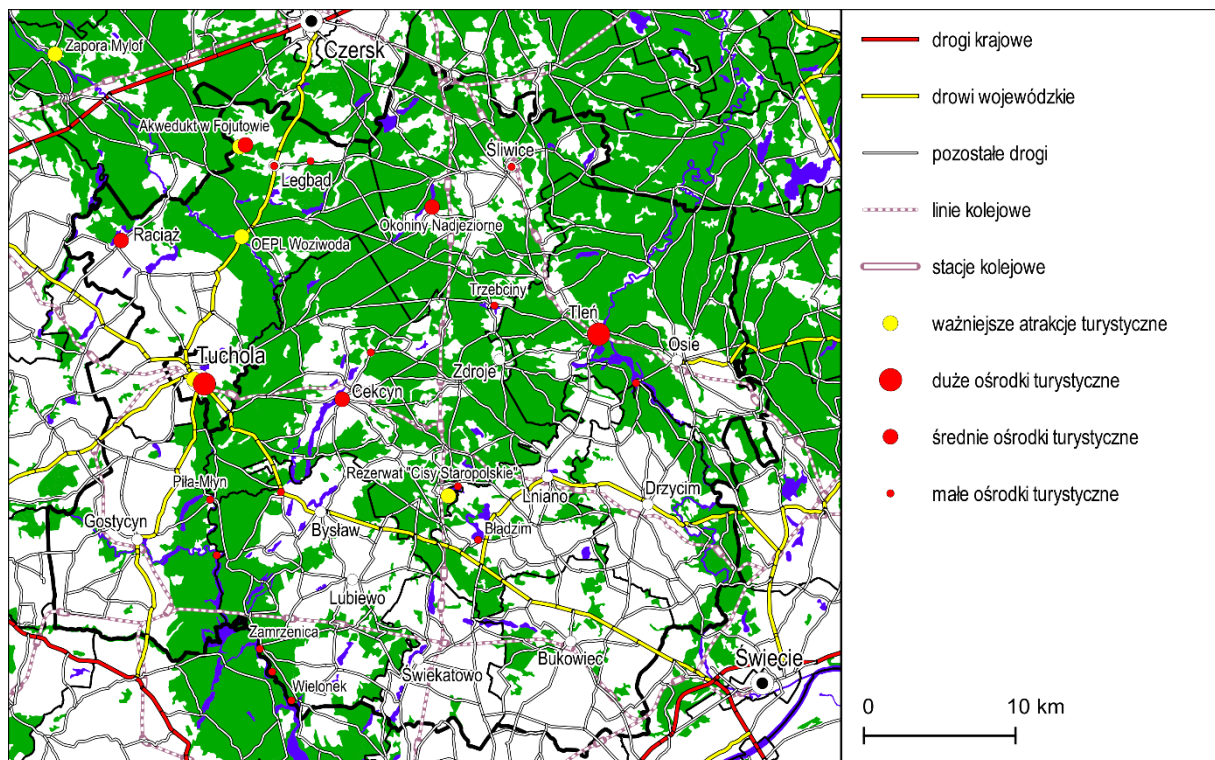 Zapora Mylof
Czersk
Akwedukt w Fojutowie
Legbad
Śliwice
Okoniny Nadjeziorne
Raciąż
OEPL Woziwoda
Trzebciny
Tleń
Osie
Tuchola
Zdroje
Cekcyn
Rezerwat "Cisy Staropolskie"
Piła-Młyn
Lniano
Drzycim
Gostycyn
Bysław
Bładzim
Lubiewo
Zamrzenica
Bukowiec
Świecie
Świekatowo
Wielonek
drogi krajowe
drowi wojewódzkie
pozostałe drogi
linie kolejowe
stacje kolejowe
ważniejsze atrakcje turystyczne
duże ośrodki turystyczne
średnie ośrodki turystyczne
małe ośrodki turystyczne
0 10 km